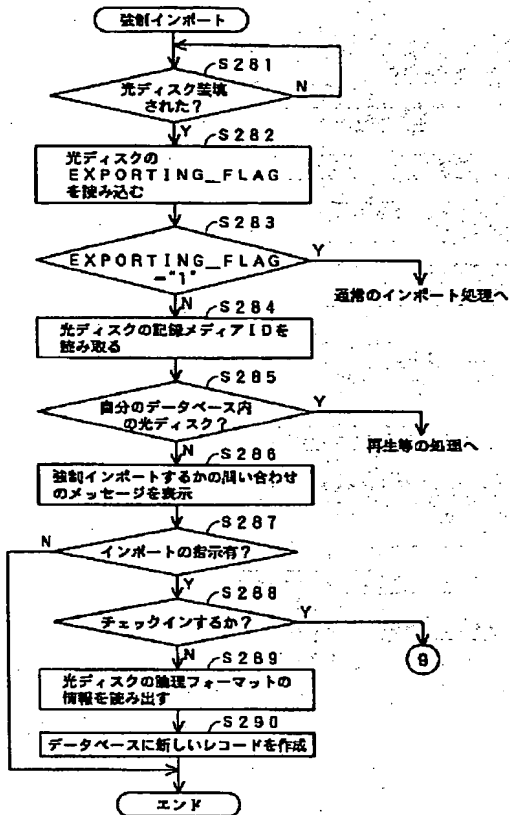 強制インポート
S281
光ディスク装填
された？
N
Y
S282
光ディスクの
EXPORTING_FLAG
を読み込む
S283
EXPORTING_FLAG
="1"
Y
通常のインポート処理へ
N
S284
光ディスクの記録メディアIDを
読み取る
S285
自分のデータベース内
の光ディスク？
Y
再生等の処理へ
N
S286
強制インポートするかの問い合わせ
のメッセージを表示
S287
N
インポートの指示有？
Y
S288
チェックインするか？
Y
9
N
S289
光ディスクの論理フォーマットの
情報を読み出す
S290
データベースに新しいレコードを作成
エンド